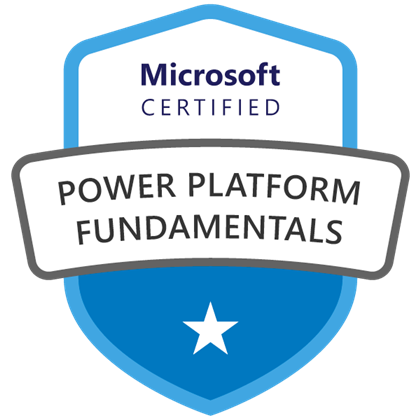 Microsoft
CERTIFIED
POWER PLATFORM
FUNDAMENTALS